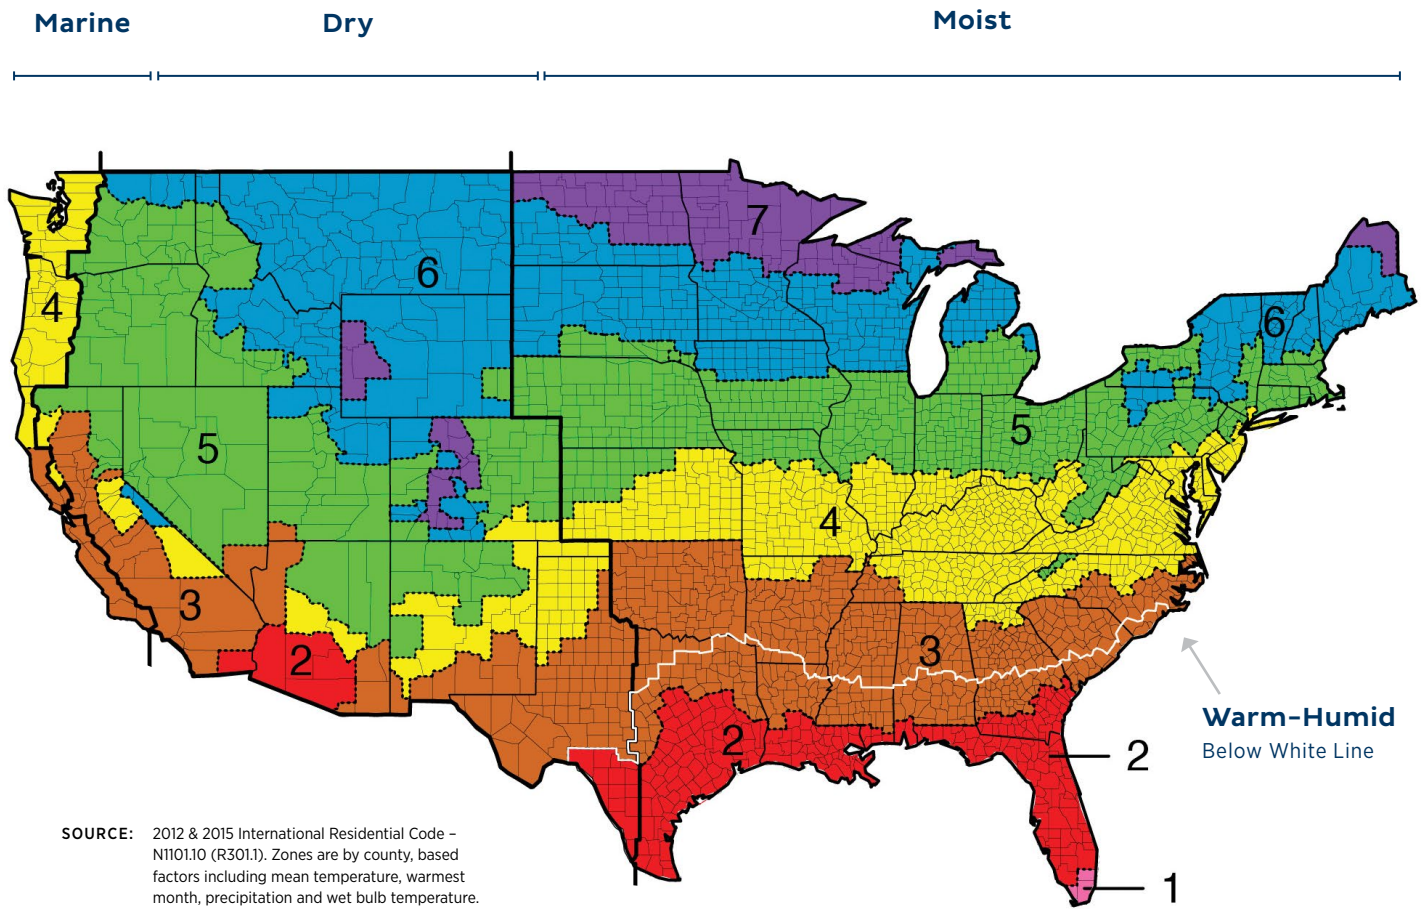 Marine
Dry
Moist
7
6
4
6
5
5
4
3
3
2
2
Warm-Humid
Below White Line
2
1
SOURCE: 2012 & 2015 International Residential Code –
N1101.10 (R301.1). Zones are by county, based
factors including mean temperature, warmest
month, precipitation and wet bulb temperature.